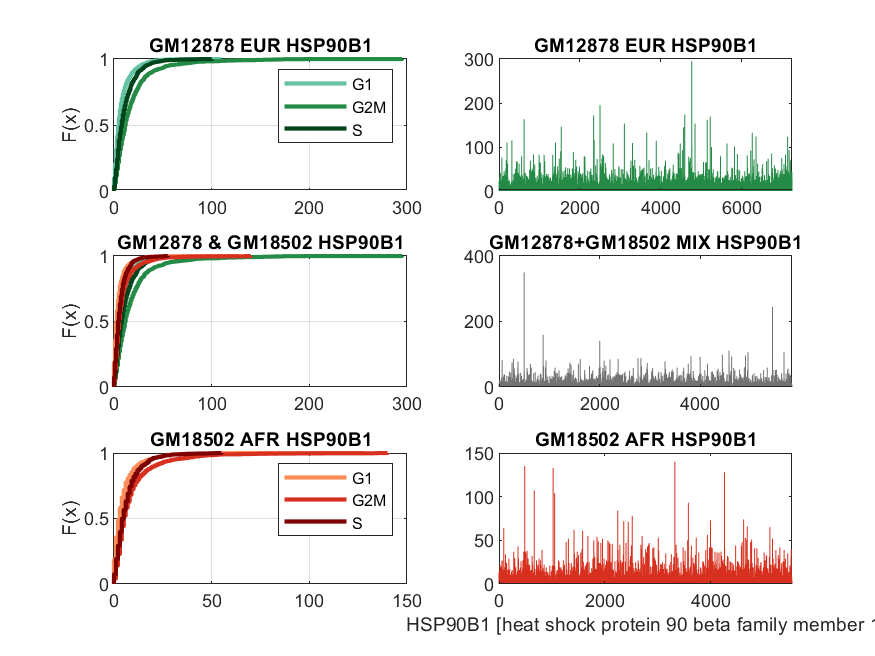 GM12878 EUR HSP90B1
1
0.5
0
F(x)
0 100 200 300
G1
G2M
S
GM12878 EUR HSP90B1
300
200
100
0
0 2000 4000 6000
GM12878 & GM18502 HSP90B1
1
0.5
0
F(x)
0 100 200 300
GM12878+GM18502 MIX HSP90B1
400
200
0
0 2000 4000
GM18502 AFR HSP90B1
1
0.5
0
F(x)
0 50 100 150
G1
G2M
S
GM18502 AFR HSP90B1
150
100
50
0
0 2000 4000
HSP90B1 [heat shock protein 90 beta family member